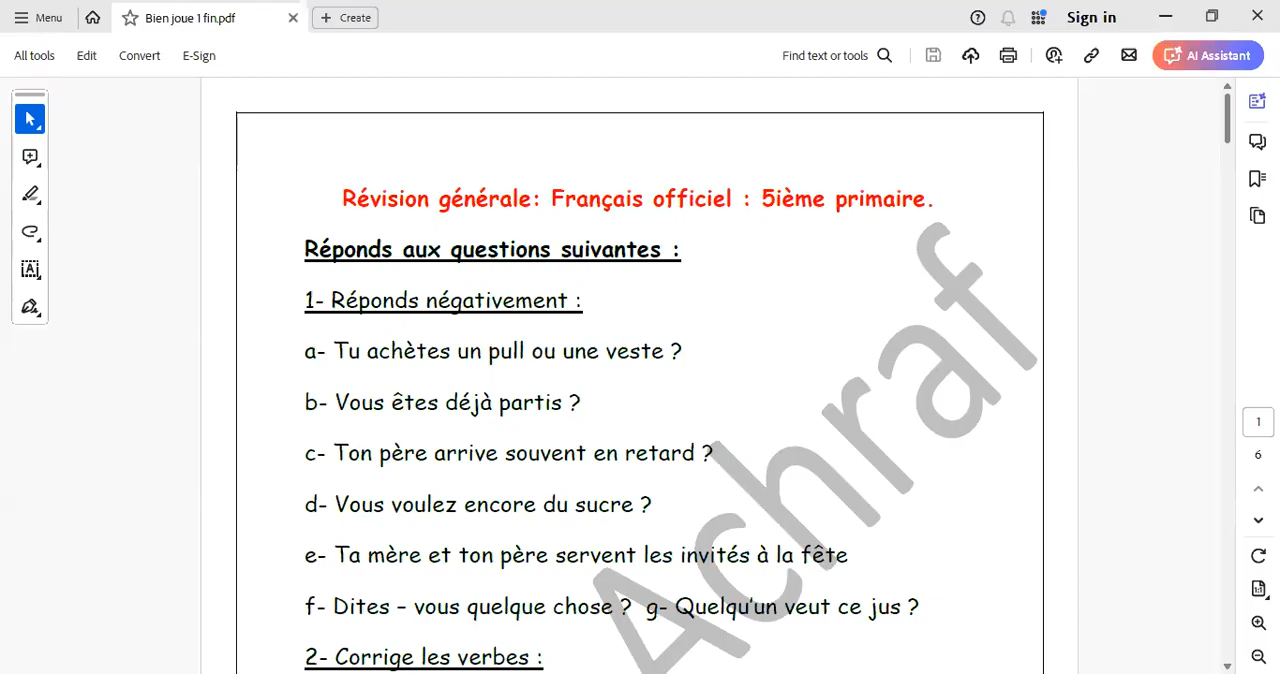 Menu
Bien joue 1 fin.pdf
Create
Sign in
All tools
Edit
Convert
E-Sign
Find text or tools
AI Assistant
Révision générale: Français officiel : 5ième primaire.
Réponds aux questions suivantes :
1- Réponds négativement :
a- Tu achètes un pull ou une veste ?
b- Vous êtes déjà partis ?
c- Ton père arrive souvent en retard ?
d- Vous voulez encore du sucre ?
e- Ta mère et ton père servent les invités à la fête
f- Dites – vous quelque chose ? g- Quelqu'un veut ce jus ?
2- Corrige les verbes :
Achraf
1
6